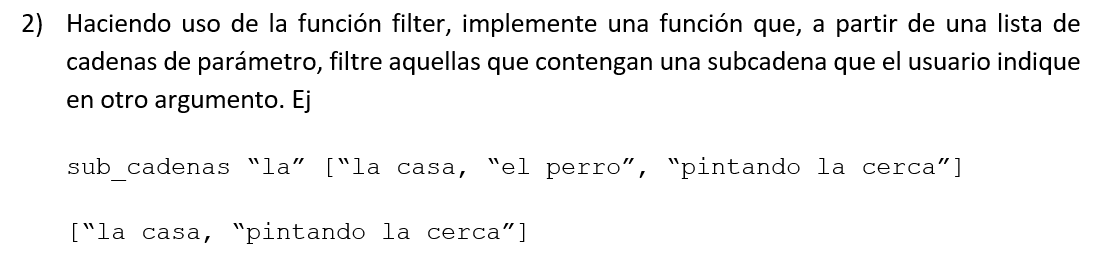 2) Haciendo uso de la función filter, implemente una función que, a partir de una lista de
cadenas de parámetro, filtre aquellas que contengan una subcadena que el usuario indique
en otro argumento. Ej
sub_cadenas “la” [“la casa, “el perro”, “pintando la cerca”]
[“la casa, “pintando la cerca”]